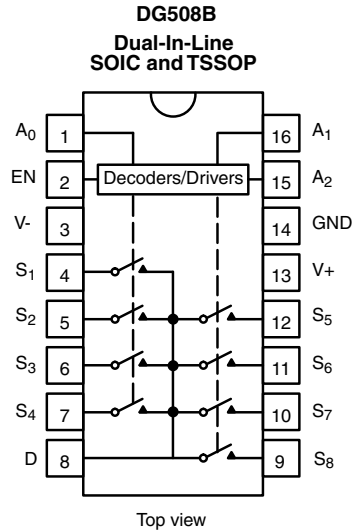 DG508B
Dual-In-Line
SOIC and TSSOP
A0 1 16 A1
EN 2 Decoders/Drivers 15 A2
V- 3 14 GND
S1 4 13 V+
S2 5 12 S5
S3 6 11 S6
S4 7 10 S7
D 8 9 S8
Top view